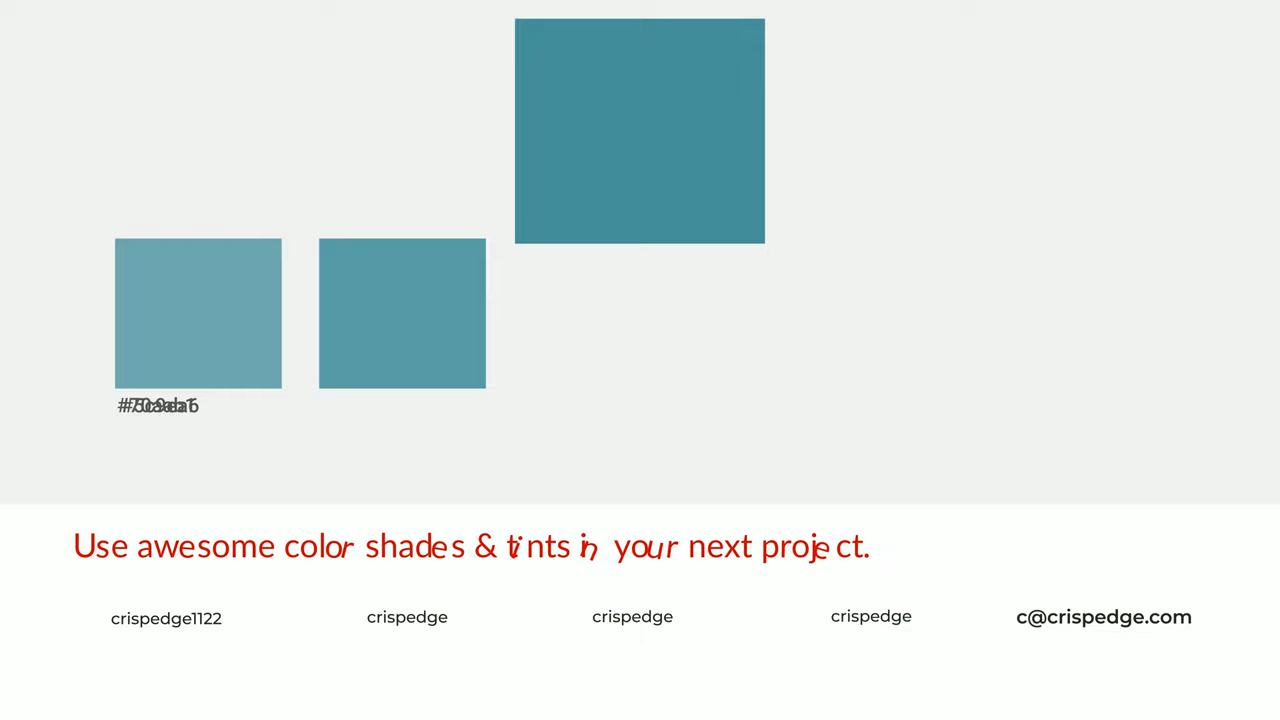 Use awesome color shades & tints in your next project.
crispedge1122 crispedge crispedge crispedge c@crispedge.com